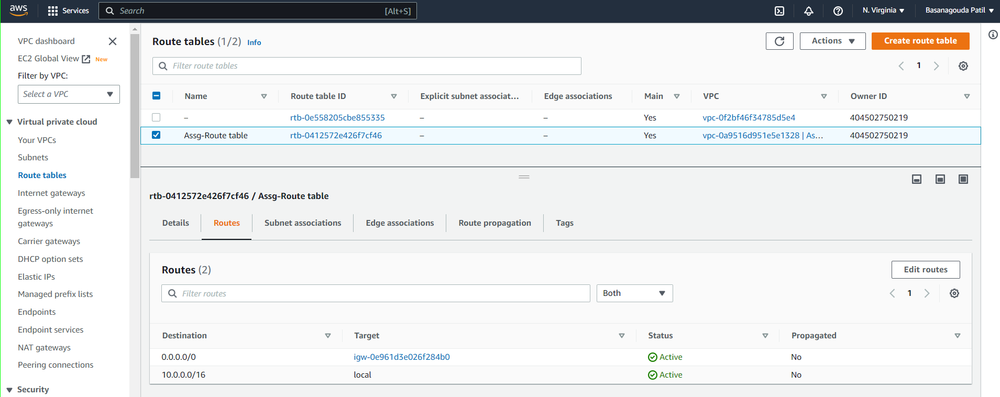 aws
Services
Search [Alt+S]
N. Virginia
Basanagouda Patil
VPC dashboard
EC2 Global View New
Filter by VPC:
Select a VPC
Virtual private cloud
Your VPCs
Subnets
Route tables
Internet gateways
Egress-only internet
gateways
Carrier gateways
DHCP option sets
Elastic IPs
Managed prefix lists
Endpoints
Endpoint services
NAT gateways
Peering connections
Security
Route tables (1/2) Info
Actions
Create route table
Filter route tables
1
Name Route table ID Explicit subnet associat... Edge associations Main VPC Owner ID
– rtb-0e558205cbe855335 – – Yes vpc-0f2bf46f34785d5e4 404502750219
Assg-Route table rtb-0412572e426f7cf46 – – Yes vpc-0a9516d951e5e1328 | As... 404502750219
rtb-0412572e426f7cf46 / Assg-Route table
Details Routes Subnet associations Edge associations Route propagation Tags
Routes (2)
Edit routes
Filter routes
Both
1
Destination Target Status Propagated
0.0.0.0/0 igw-0e961d3e026f284b0 Active No
10.0.0.0/16 local Active No